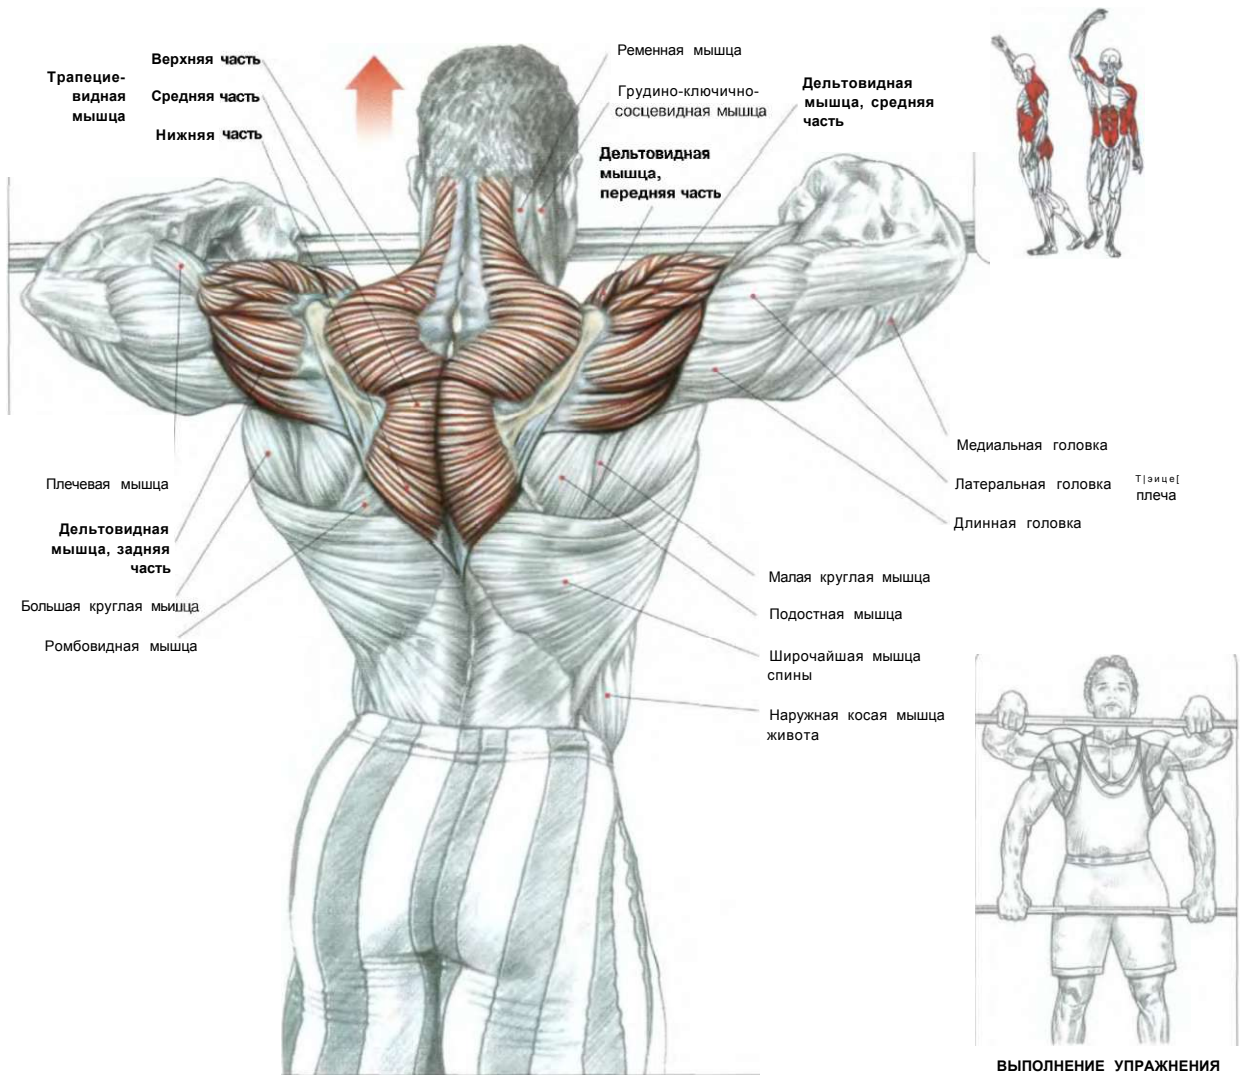 Трапецие-
видная
мышца
Верхняя часть
Средняя часть
Нижняя часть
Ременная мышца
Грудино-ключично-
сосцевидная мышца
Дельтовидная
мышца,
передняя часть
Дельтовидная
мышца, средняя
часть
Плечевая мышца
Дельтовидная
мышца, задняя
часть
Большая круглая мышца
Ромбовидная мышца
Медиальная головка
Латеральная головка
Длинная головка
плеча
Малая круглая мышца
Подостная мышца
Широчайшая мышца
спины
Наружная косая мышца
живота
ВЫПОЛНЕНИЕ УПРАЖНЕНИЯ